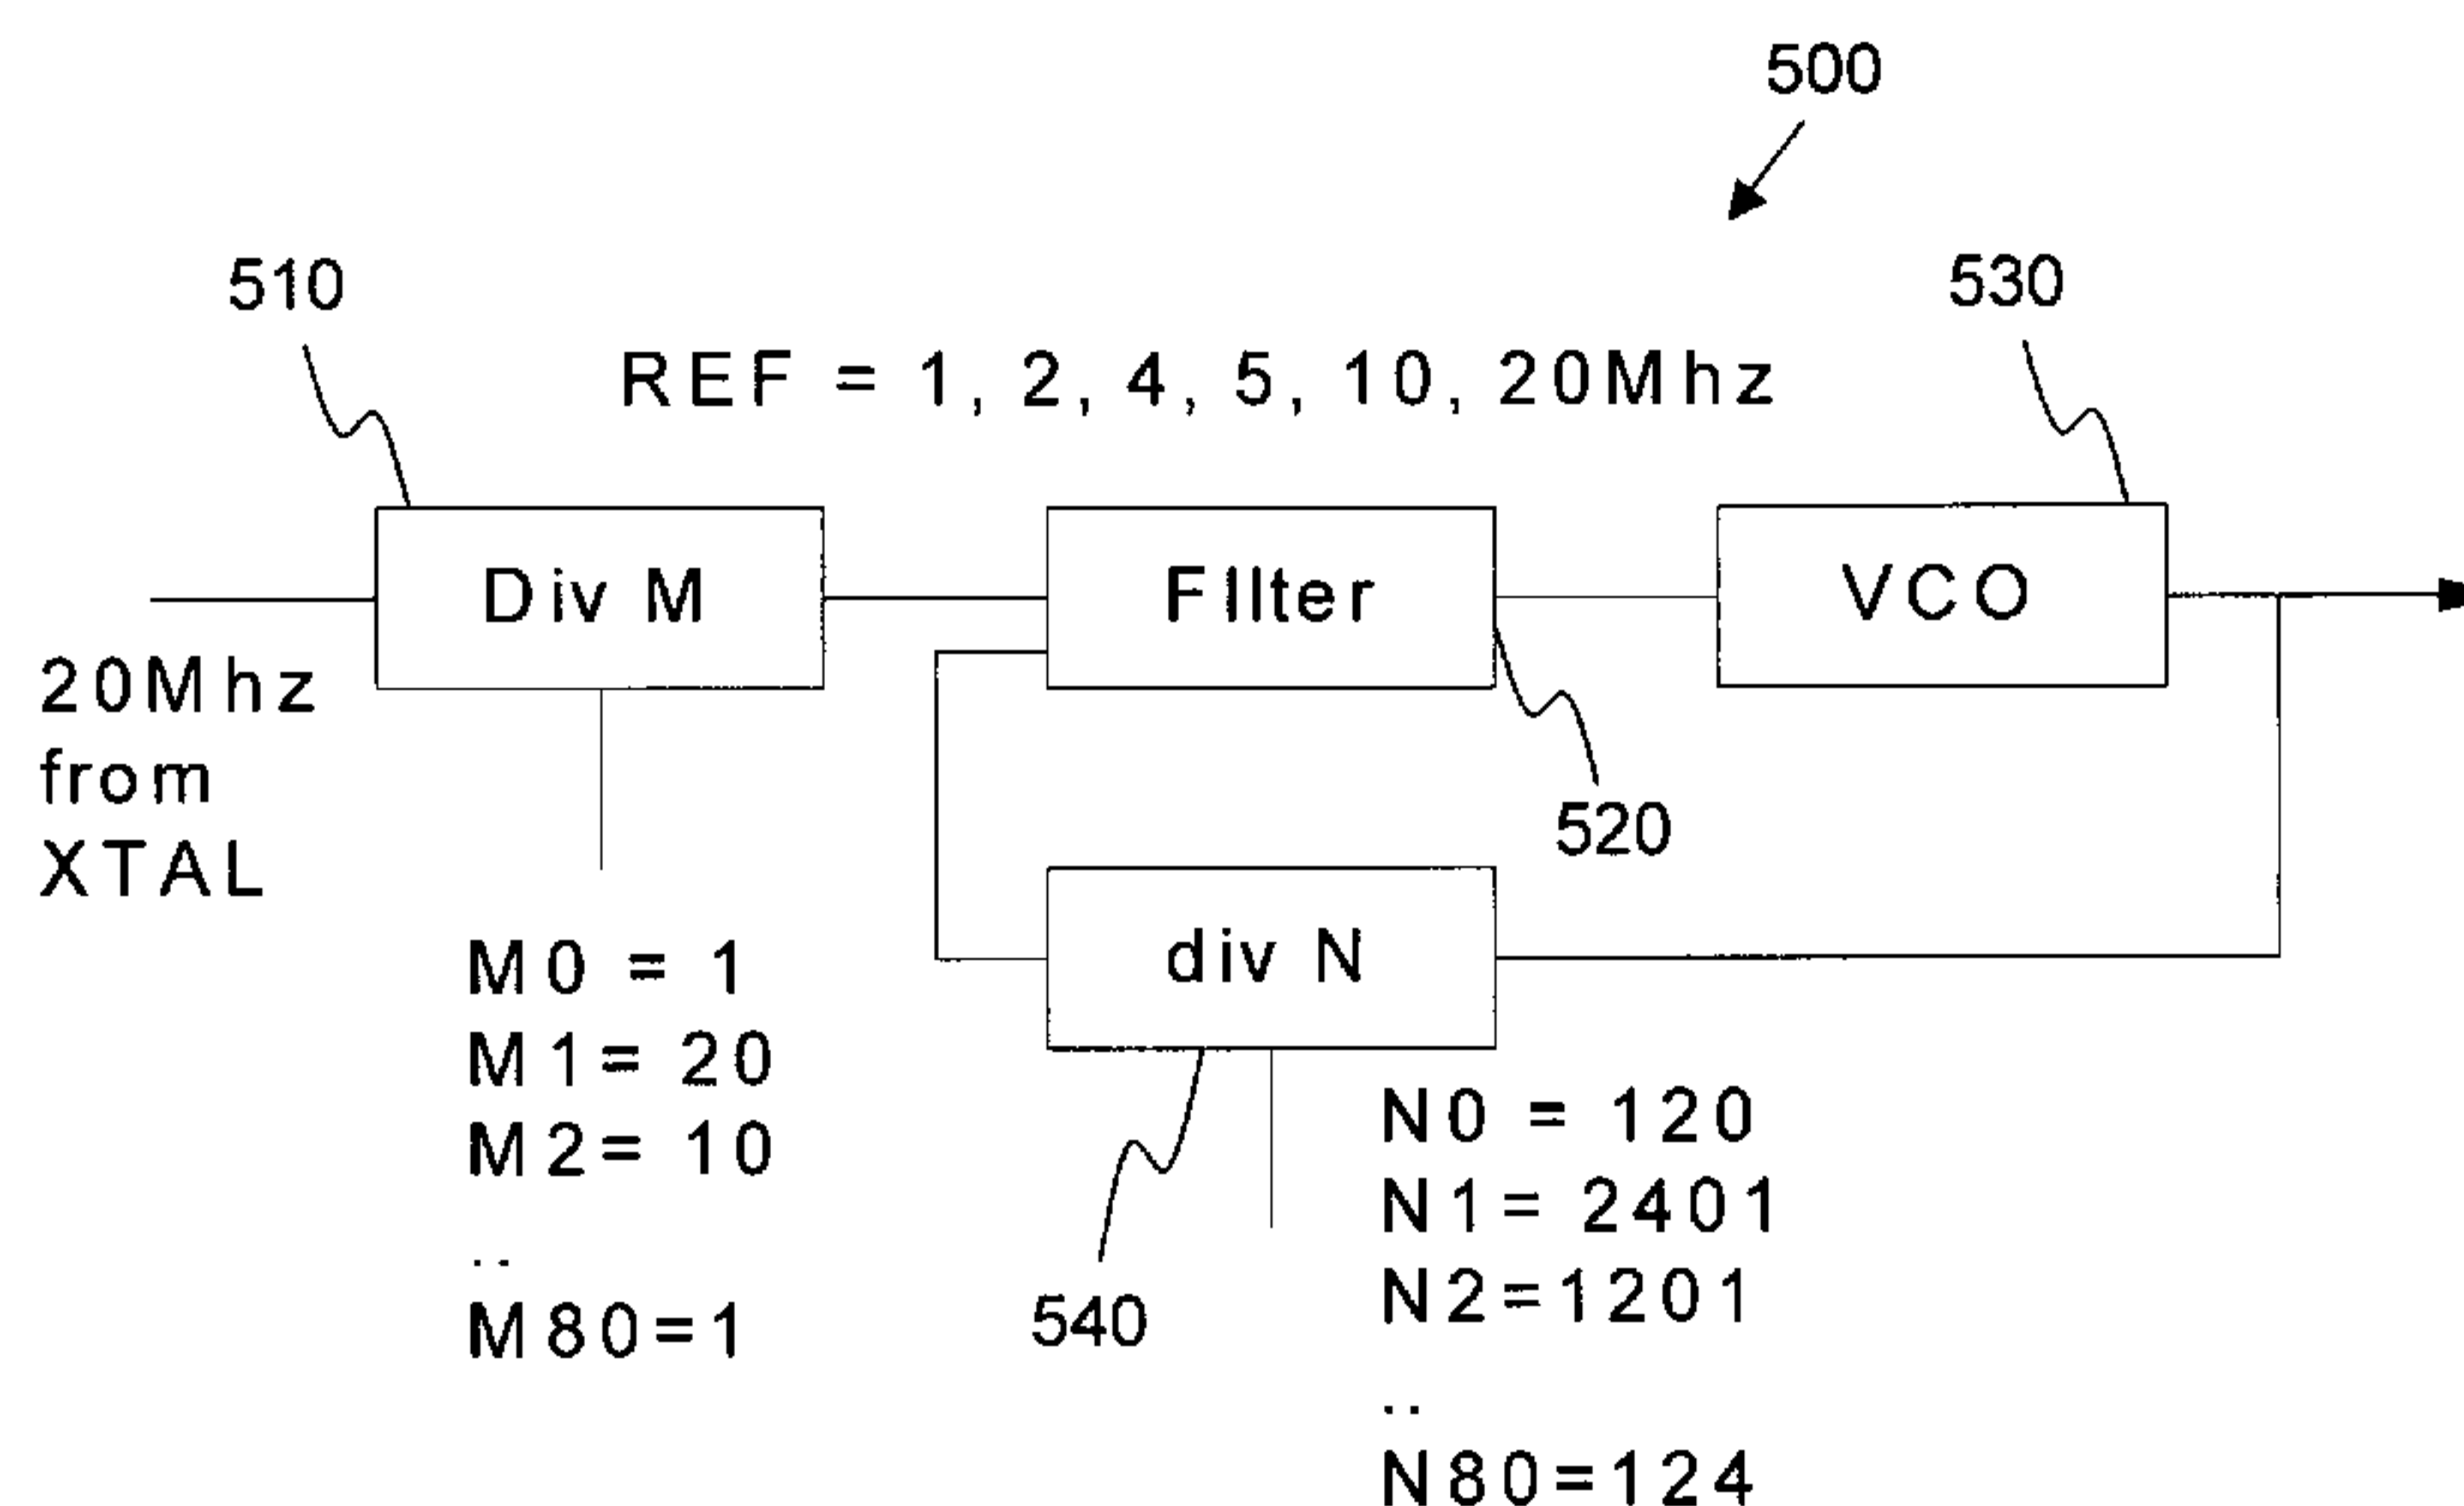 500
510
530
REF = 1, 2, 4, 5, 10, 20Mhz
Div M
FIlter
VCO
20Mhz
from
XTAL
520
div N
M0 = 1
M1= 20
M2= 10
..
M80=1
540
N0 = 120
N1= 2401
N2=1201
..
N80=124